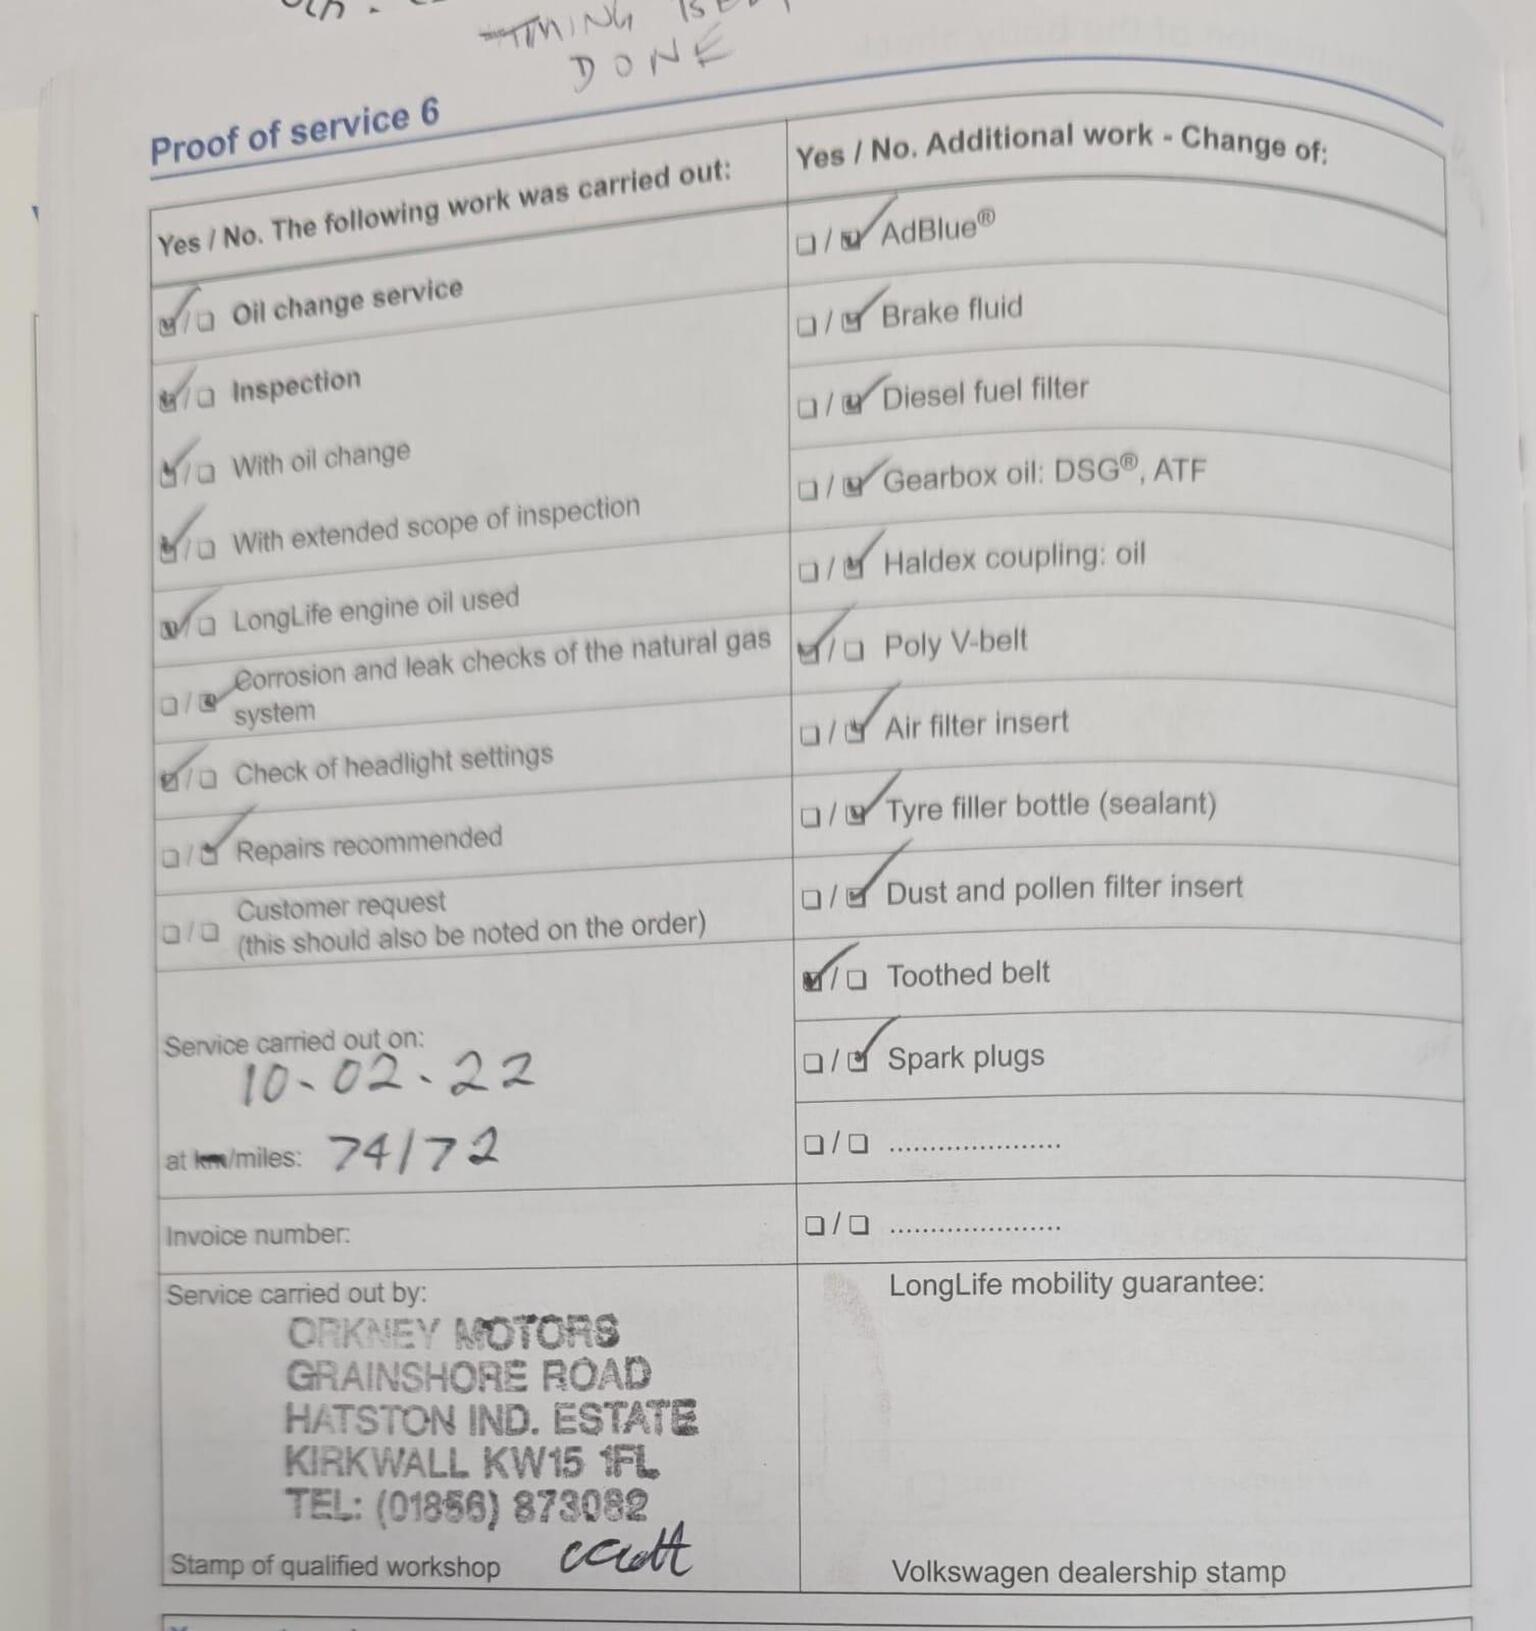 TIMING BELT
DONE
Proof of service 6
Yes / No. The following work was carried out:
☑/☐ Oil change service
☑/☐ Inspection
☑/☐ With oil change
☑/☐ With extended scope of inspection
☑/☐ LongLife engine oil used
☐/☑ Corrosion and leak checks of the natural gas
system
☑/☐ Check of headlight settings
☐/☑ Repairs recommended
☐/☐ Customer request
(this should also be noted on the order)
Service carried out on:
10-02-22
at km/miles: 74172
Invoice number:
Service carried out by:
ORKNEY MOTORS
GRAINSHORE ROAD
HATSTON IND. ESTATE
KIRKWALL KW15 1FL
TEL: (01856) 873082
Stamp of qualified workshop
Yes / No. Additional work - Change of:
☐/☑ AdBlue®
☐/☑ Brake fluid
☐/☑ Diesel fuel filter
☐/☑ Gearbox oil: DSG®, ATF
☐/☑ Haldex coupling: oil
☑/☐ Poly V-belt
☐/☑ Air filter insert
☐/☑ Tyre filler bottle (sealant)
☐/☑ Dust and pollen filter insert
☑/☐ Toothed belt
☐/☑ Spark plugs
☐/☐ .....................
☐/☐ .....................
LongLife mobility guarantee:
Volkswagen dealership stamp